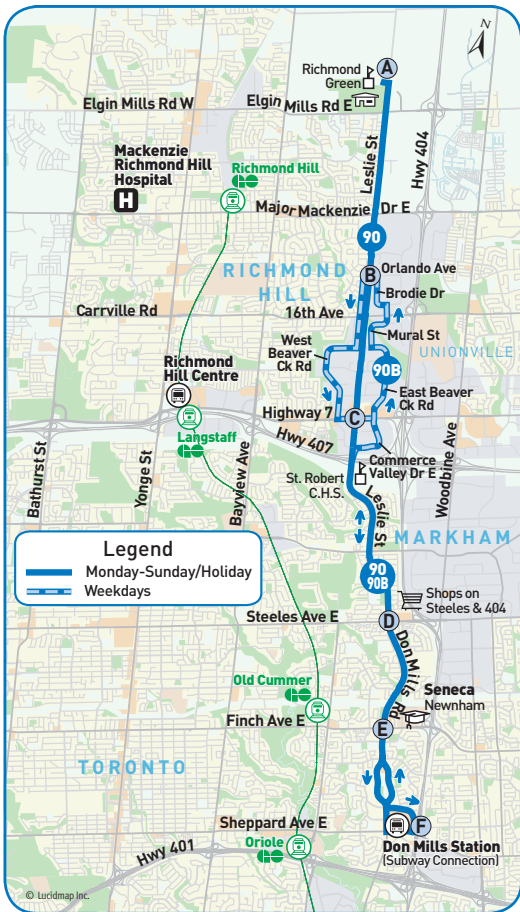 N
A
Richmond
Green
Elgin Mills Rd W
Elgin
Mills Rd E
Leslie St
Hwy 404
Mackenzie
Richmond Hill
Hospital
H
Richmond Hill
Major Mackenzie Dr E
90
RICHMOND
HILL
B
Orlando Ave
Brodie Dr
Carrville Rd
16th Ave
Mural St
West
Beaver
Ck Rd
UNIONVILLE
90B
Richmond
Hill Centre
East Beaver
Ck Rd
Highway 7
C
Langstaff
Hwy 407
Bathurst St
Yonge St
Bayview Ave
Woodbine Ave
Commerce
Valley Dr E
St. Robert
C.H.S.
Leslie St
MARKHAM
Legend
Monday-Sunday/Holiday
Weekdays
90
90B
Shops on
Steeles & 404
Steeles Ave E
D
Don Mills Rd
Old Cummer
Seneca
Newnham
Finch Ave E
E
TORONTO
Sheppard Ave E
F
Hwy 401
Oriole
Don Mills Station
(Subway Connection)
© Lucidmap Inc.